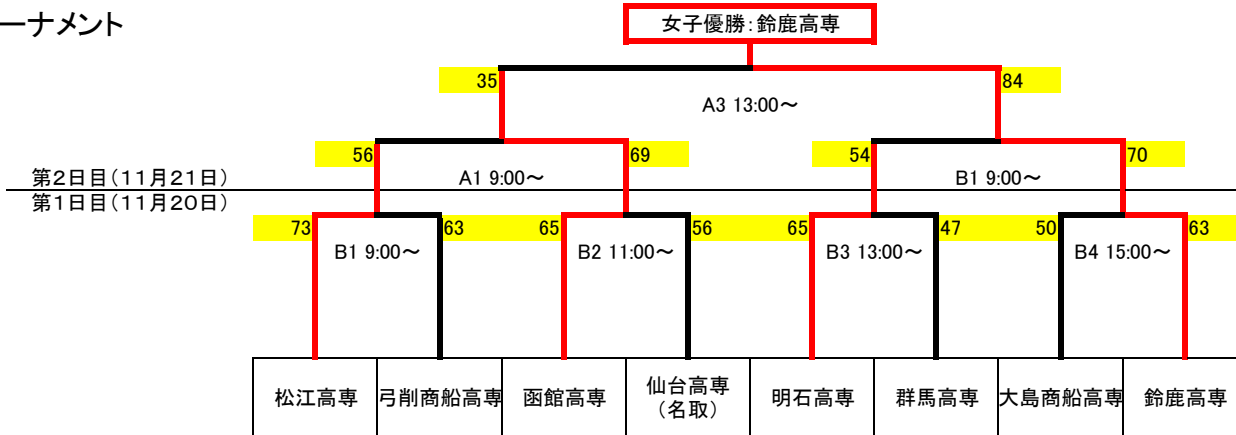 ーナメント
女子優勝:鈴鹿高専
35
84
A3 13:00～
56
69
54
70
第2日目(11月21日)
A1 9:00～
B1 9:00～
第1日目(11月20日)
73
63
65
56
65
47
50
63
B1 9:00～
B2 11:00～
B3 13:00～
B4 15:00～
松江高専
弓削商船高専
函館高専
仙台高専
(名取)
明石高専
群馬高専
大島商船高専
鈴鹿高専